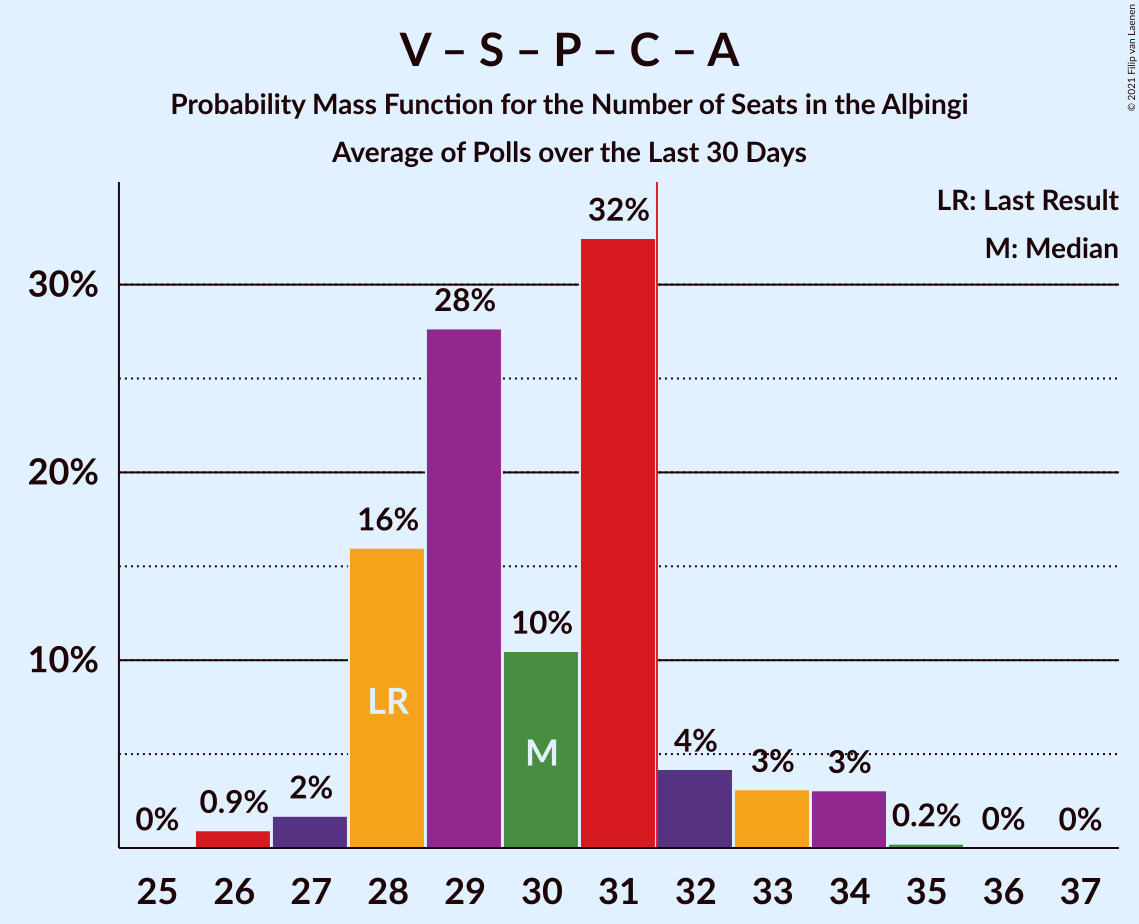 V – S – P – C – A
Probability Mass Function for the Number of Seats in the Alþingi
Average of Polls over the Last 30 Days
© 2021 Filip van Laenen
LR: Last Result
M: Median
32%
30%
28%
20%
16%
10%
10%
LR
M
4%
3%
3%
2%
0.9%
0%
0.2%
0%
0%
25 26 27 28 29 30 31 32 33 34 35 36 37